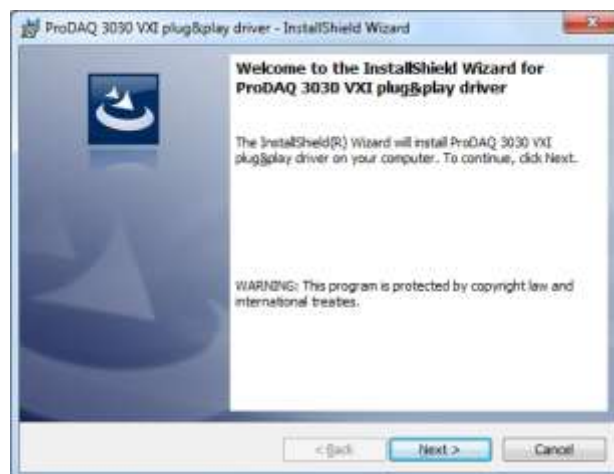 ProDAQ 3030 VXI plug&play driver - InstallShield Wizard
Welcome to the InstallShield Wizard for
ProDAQ 3030 VXI plug&play driver
The InstallShield(R) Wizard will install ProDAQ 3030 VXI
plug&play driver on your computer. To continue, click Next.
WARNING: This program is protected by copyright law and
international treaties.
< Back
Next >
Cancel